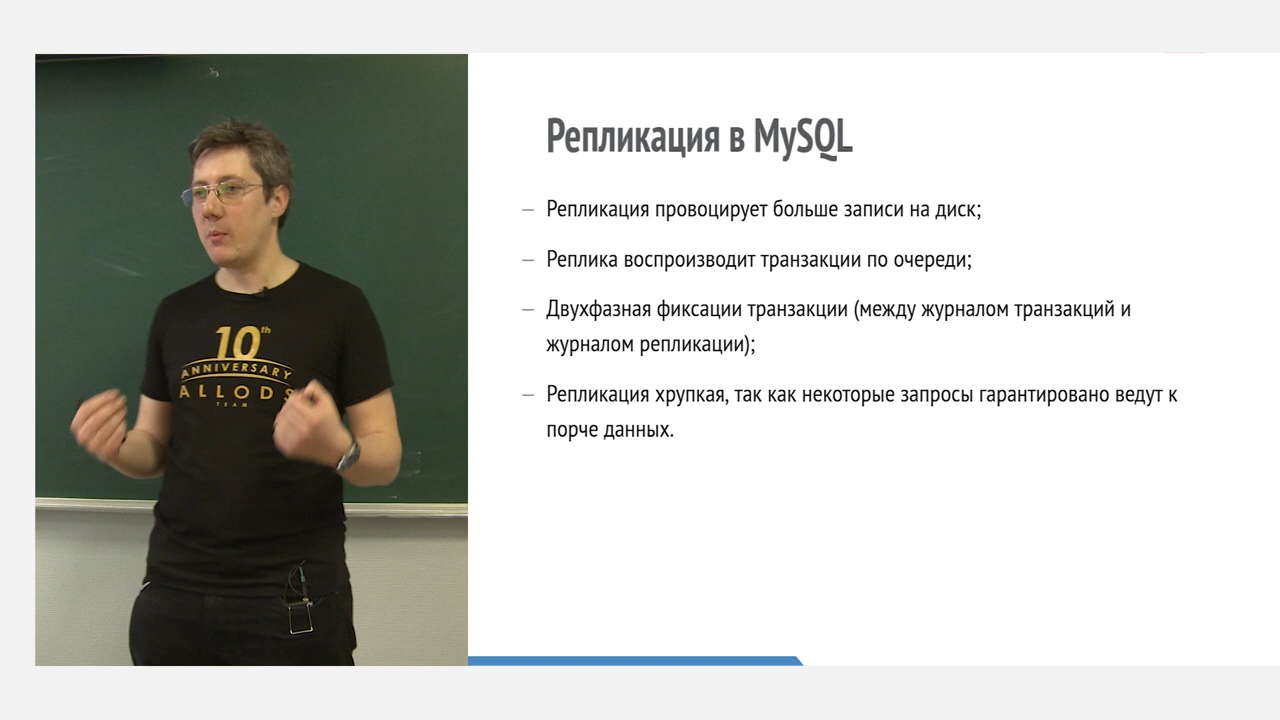 Репликация в MySQL
– Репликация провоцирует больше записи на диск;
– Реплика воспроизводит транзакции по очереди;
– Двухфазная фиксации транзакции (между журналом транзакций и
журналом репликации);
– Репликация хрупкая, так как некоторые запросы гарантировано ведут к
порче данных.
10th
ANNIVERSARY
ALLODS
TEAM